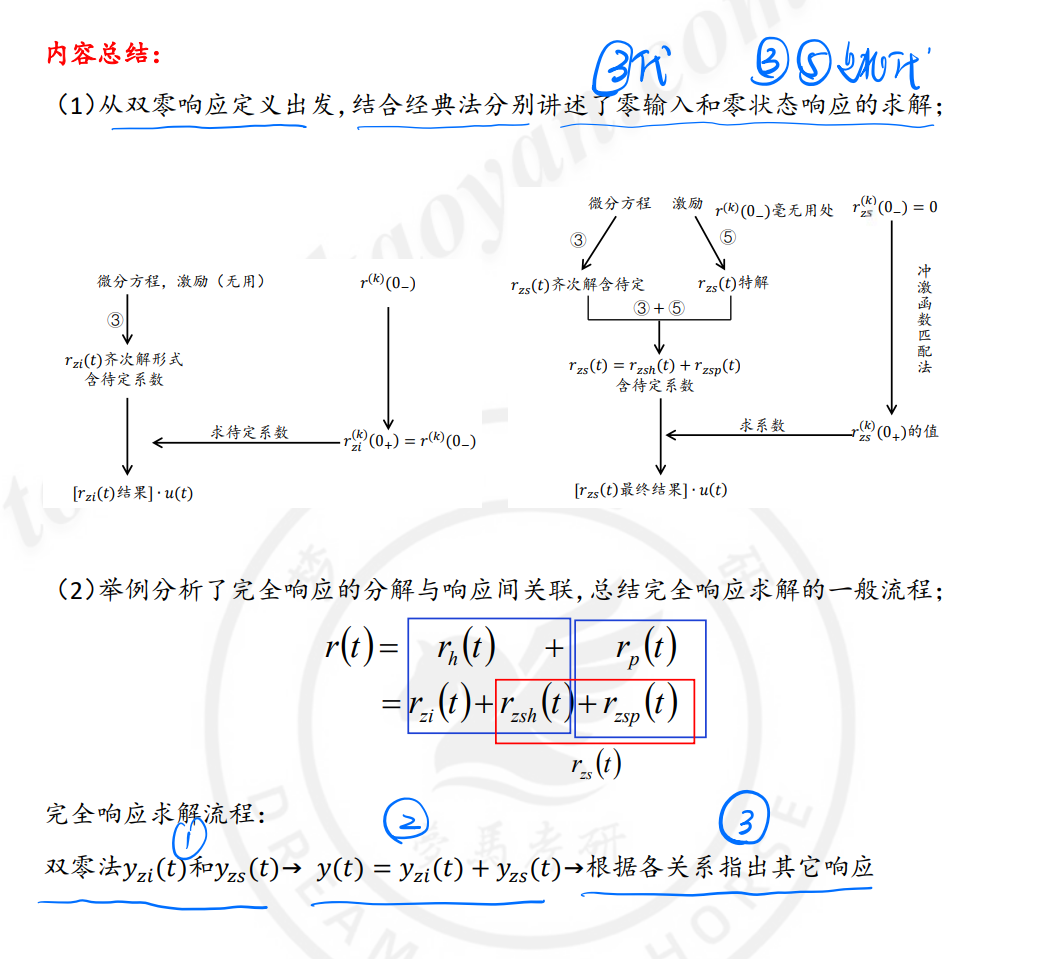 内容总结：
③代 ③⑤
（1）从双零响应定义出发，结合经典法分别讲述了零输入和零状态响应的求解；
微分方程，激励（无用）
r^{(k)}(0_-)
③
r_{zi}(t)齐次解形式
含待定系数
求待定系数
r_{zi}^{(k)}(0_+) = r^{(k)}(0_-)
[r_{zi}(t)结果]·u(t)
微分方程 激励 r^{(k)}(0_-)毫无用处 r_{zs}^{(k)}(0_-) = 0
③ ⑤
r_{zs}(t)齐次解含待定 r_{zs}(t)特解
③+⑤
冲激函数匹配法
r_{zs}(t) = r_{zsh}(t) + r_{zsp}(t)
含待定系数
求系数
r_{zs}^{(k)}(0_+)的值
[r_{zs}(t)最终结果]·u(t)
（2）举例分析了完全响应的分解与响应间关联，总结完全响应求解的一般流程；
r(t) = r_h(t) + r_p(t)
= r_{zi}(t) + r_{zsh}(t) + r_{zsp}(t)
r_{zs}(t)
完全响应求解流程：
① ② ③
双零法y_{zi}(t)和y_{zs}(t)→ y(t) = y_{zi}(t) + y_{zs}(t)→根据各关系指出其它响应